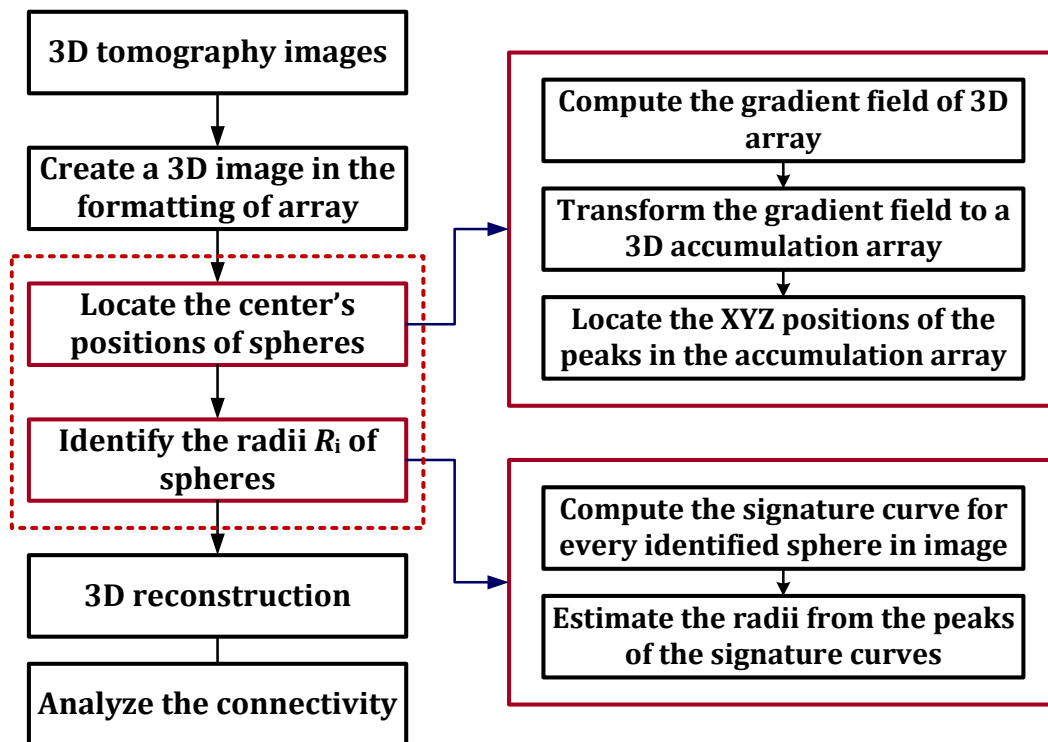 3D tomography images
Create a 3D image in the
formatting of array
Locate the center’s
positions of spheres
Identify the radii Ri of
spheres
3D reconstruction
Analyze the connectivity
Compute the gradient field of 3D
array
Transform the gradient field to a
3D accumulation array
Locate the XYZ positions of the
peaks in the accumulation array
Compute the signature curve for
every identified sphere in image
Estimate the radii from the peaks
of the signature curves